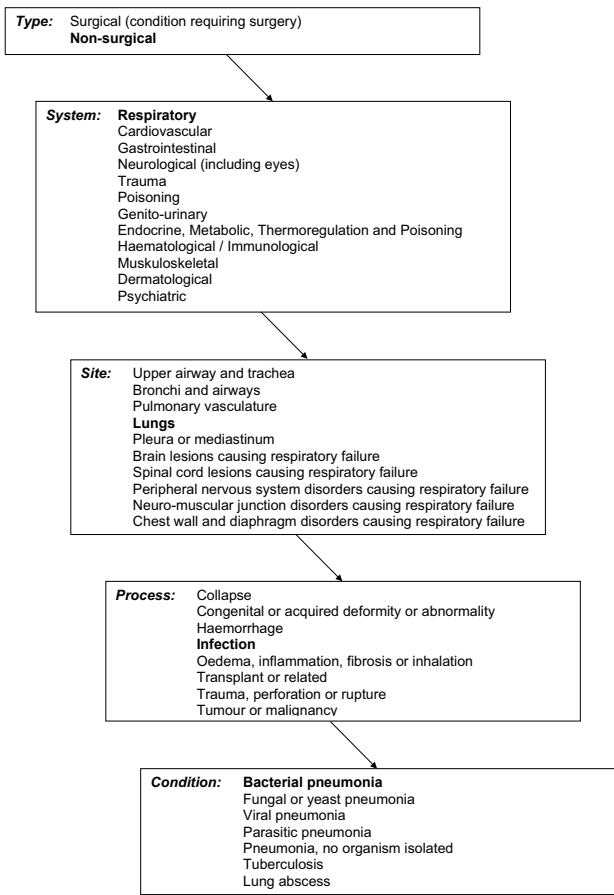 Type: Surgical (condition requiring surgery)
Non-surgical
System: Respiratory
Cardiovascular
Gastrointestinal
Neurological (including eyes)
Trauma
Poisoning
Genito-urinary
Endocrine, Metabolic, Thermoregulation and Poisoning
Haematological / Immunological
Muskuloskeletal
Dermatological
Psychiatric
Site: Upper airway and trachea
Bronchi and airways
Pulmonary vasculature
Lungs
Pleura or mediastinum
Brain lesions causing respiratory failure
Spinal cord lesions causing respiratory failure
Peripheral nervous system disorders causing respiratory failure
Neuro-muscular junction disorders causing respiratory failure
Chest wall and diaphragm disorders causing respiratory failure
Process: Collapse
Congenital or acquired deformity or abnormality
Haemorrhage
Infection
Oedema, inflammation, fibrosis or inhalation
Transplant or related
Trauma, perforation or rupture
Tumour or malignancy
Condition: Bacterial pneumonia
Fungal or yeast pneumonia
Viral pneumonia
Parasitic pneumonia
Pneumonia, no organism isolated
Tuberculosis
Lung abscess